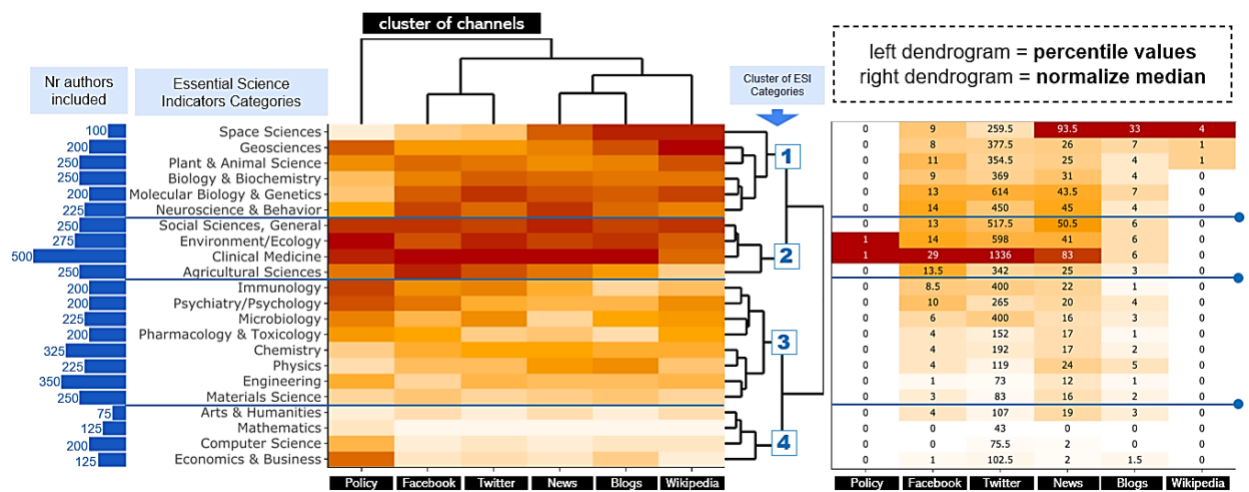 cluster of channels
left dendrogram = percentile values
right dendrogram = normalize median
Nr authors
included
Essential Science
Indicators Categories
Cluster of ESI
Categories
100 Space Sciences 0 9 259.5 93.5 33 4
200 Geosciences 1 0 8 377.5 26 7 1
250 Plant & Animal Science 0 11 354.5 25 4 1
250 Biology & Biochemistry 0 9 369 31 4 0
200 Molecular Biology & Genetics 0 13 614 43.5 7 0
225 Neuroscience & Behavior 0 14 450 45 4 0
250 Social Sciences, General 0 13 517.5 50.5 6 0
275 Environment/Ecology 1 14 598 41 6 0
500 Clinical Medicine 2 1 29 1336 83 6 0
250 Agricultural Sciences 0 13.5 342 25 3 0
200 Immunology 0 8.5 400 22 1 0
200 Psychiatry/Psychology 0 10 265 20 4 0
225 Microbiology 0 6 400 16 3 0
200 Pharmacology & Toxicology 3 0 4 152 17 1 0
325 Chemistry 0 4 192 17 2 0
225 Physics 0 4 119 24 5 0
350 Engineering 0 1 73 12 1 0
250 Materials Science 0 3 83 16 2 0
75 Arts & Humanities 0 4 107 19 3 0
125 Mathematics 0 0 43 0 0 0
200 Computer Science 4 0 0 75.5 2 0 0
125 Economics & Business 0 1 102.5 2 1.5 0
Policy Facebook Twitter News Blogs Wikipedia Policy Facebook Twitter News Blogs Wikipedia